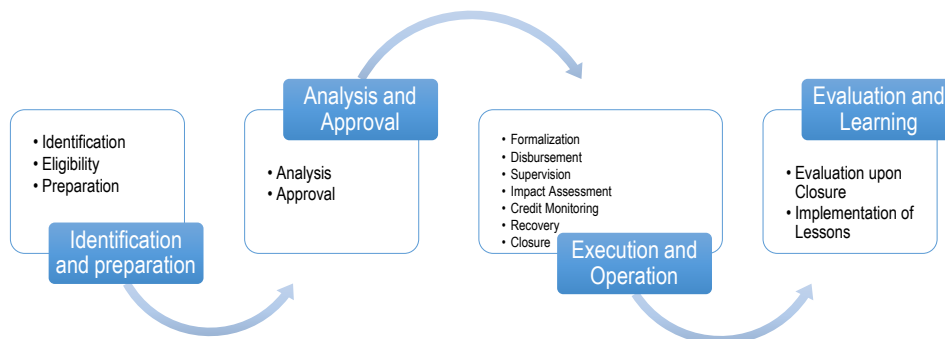 • Identification
• Eligibility
• Preparation
Identification
and preparation
Analysis and
Approval
• Analysis
• Approval
• Formalization
• Disbursement
• Supervision
• Impact Assessment
• Credit Monitoring
• Recovery
• Closure
Execution and
Operation
Evaluation and
Learning
• Evaluation upon
Closure
• Implementation of
Lessons